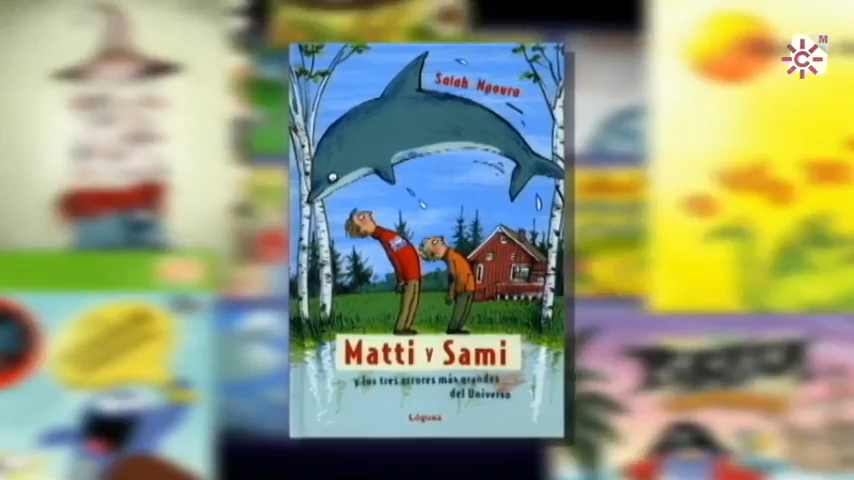 Salah Naoura
Matti y Sami
y los tres errores más grandes
del Universo
Lóguez
M